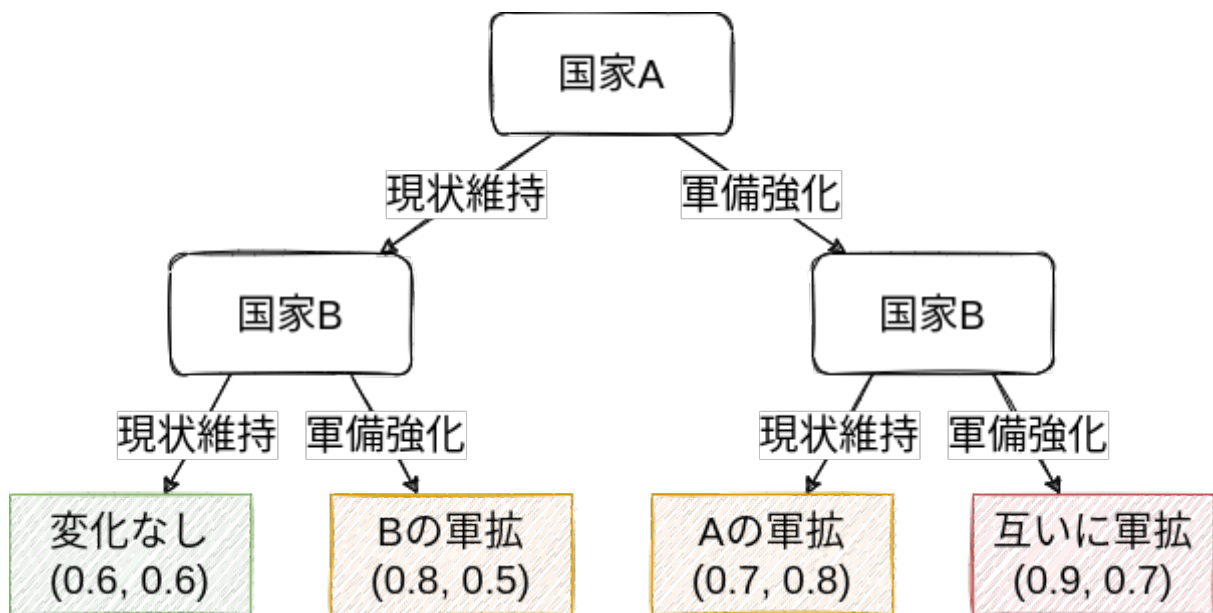 国家A
現状維持
軍備強化
国家B
国家B
現状維持
軍備強化
現状維持
軍備強化
変化なし
(0.6, 0.6)
Bの軍拡
(0.8, 0.5)
Aの軍拡
(0.7, 0.8)
互いに軍拡
(0.9, 0.7)